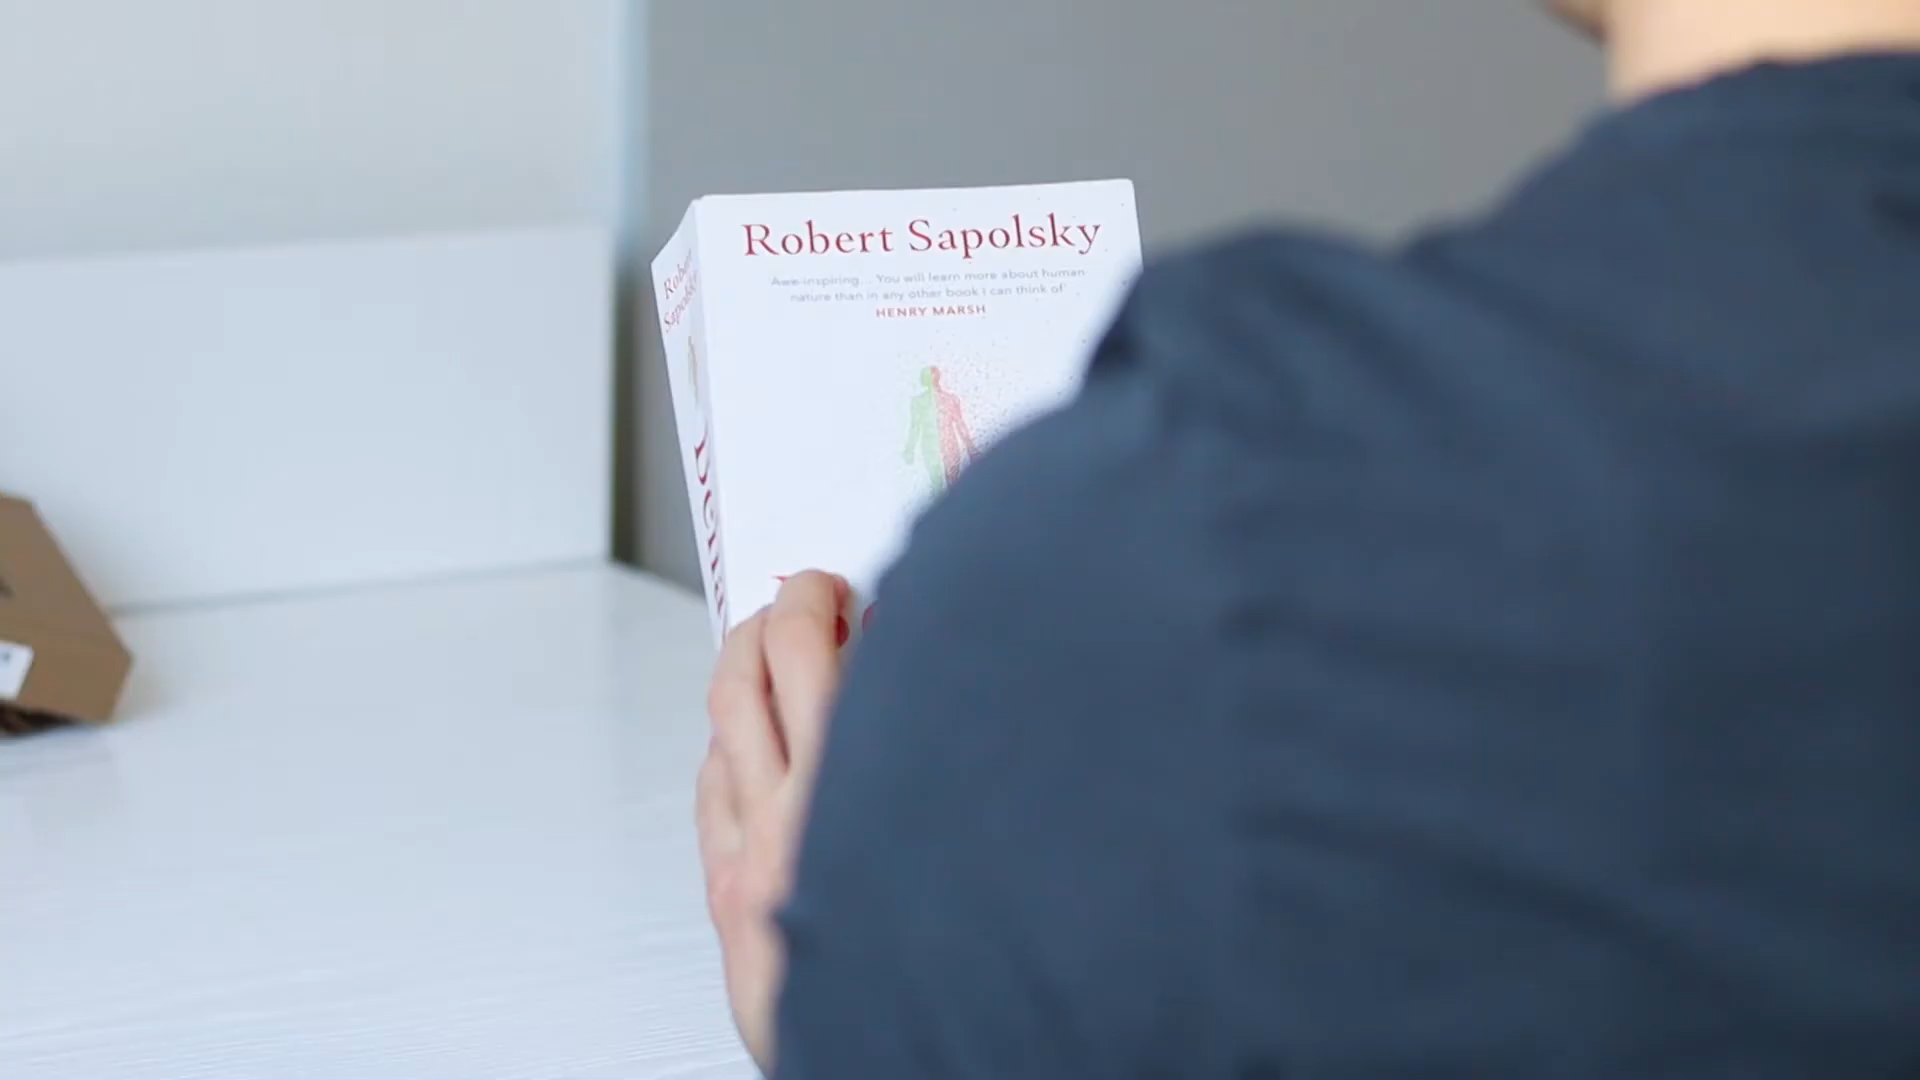 Robert Sapolsky
Awe-inspiring... You will learn more about human
nature than in any other book I can think of
HENRY MARSH
Robert
Sapolsky